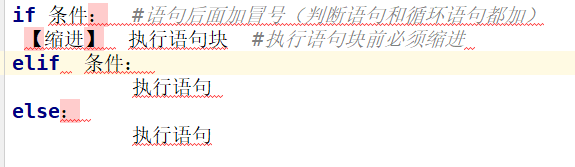 if 条件： #语句后面加冒号（判断语句和循环语句都加）
【缩进】 执行语句块 #执行语句块前必须缩进
elif 条件：
执行语句
else：
执行语句